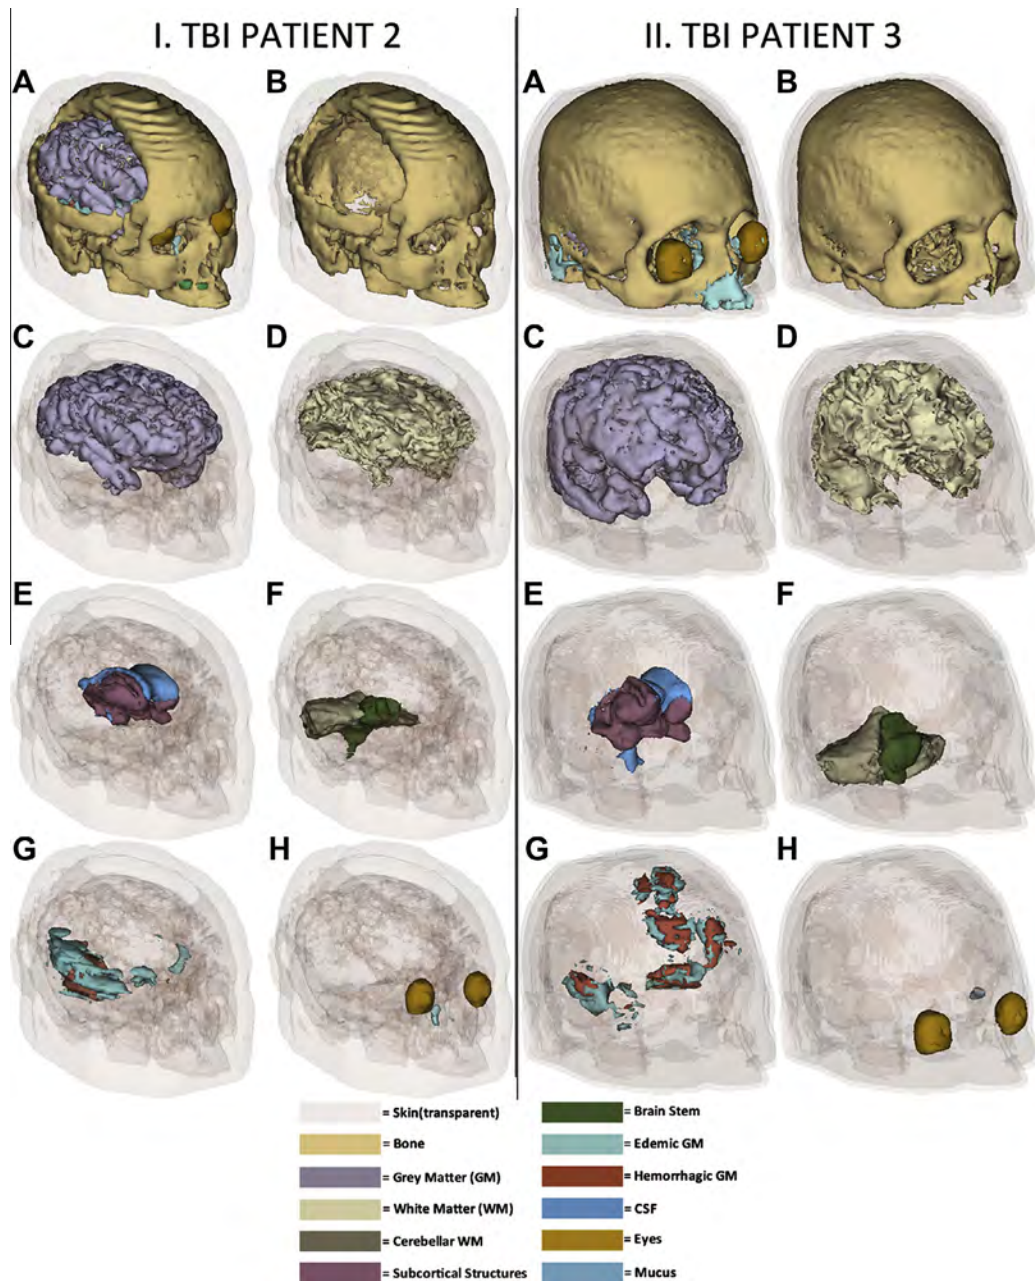 I. TBI PATIENT 2
II. TBI PATIENT 3
A
B
A
B
C
D
C
D
E
F
E
F
G
H
G
H
= Skin(transparent)
= Brain Stem
= Bone
= Edemic GM
= Grey Matter (GM)
= Hemorrhagic GM
= White Matter (WM)
= CSF
= Cerebellar WM
= Eyes
= Subcortical Structures
= Mucus